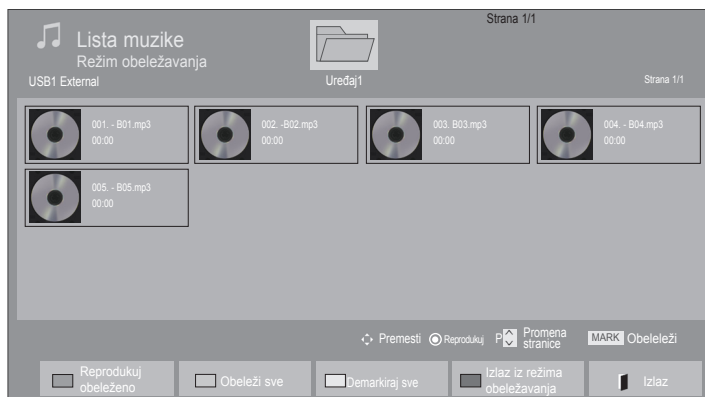 Strana 1/1
Lista muzike
Režim obeležavanja
USB1 External
Uređaj1
Strana 1/1
001. - B01.mp3
00:00
002. -B02.mp3
00:00
003. B03.mp3
00:00
004. - B04.mp3
00:00
005. - B05.mp3
00:00
Premesti
Reprodukuj
P
Promena
stranice
MARK
Obeleleži
Reprodukuj
obeleženo
Obeleži sve
Demarkiraj sve
Izlaz iz režima
obeležavanja
Izlaz